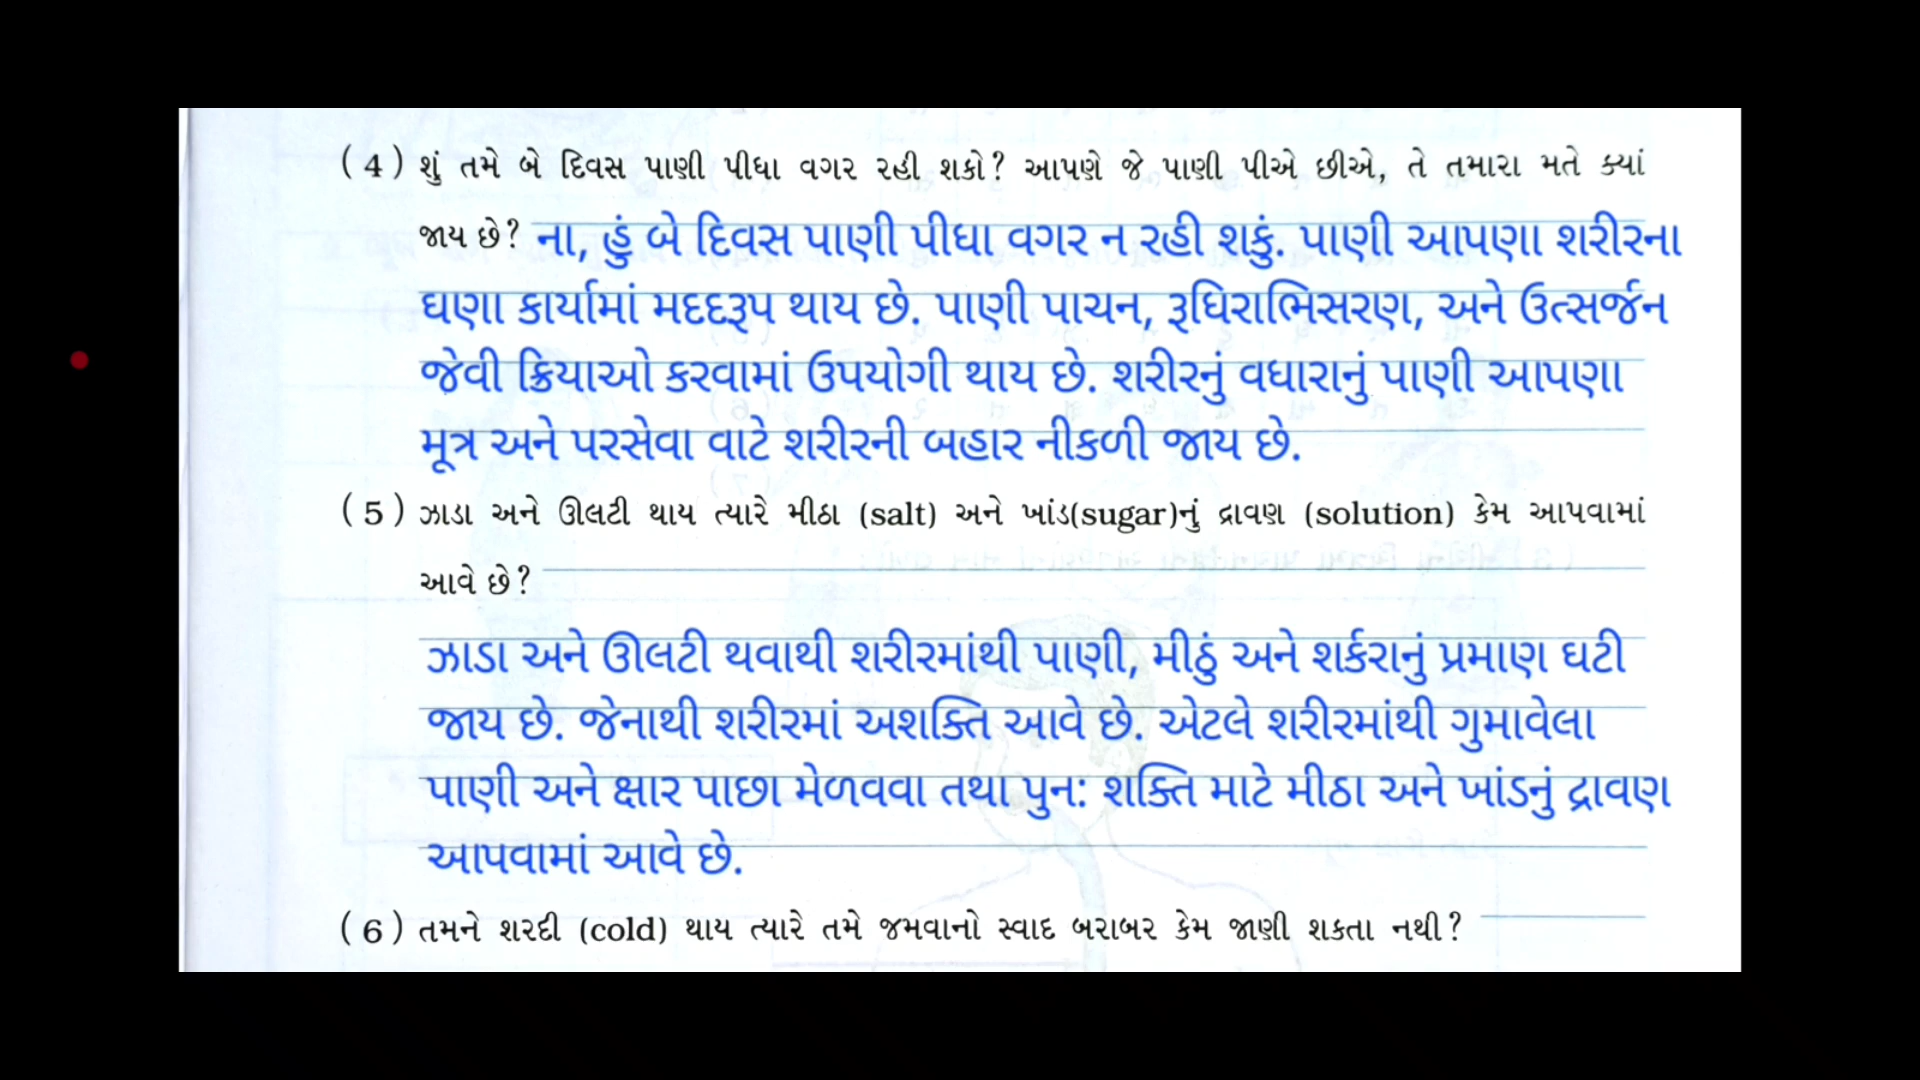 (4) શું તમે બે દિવસ પાણી પીધા વગર રહી શકો? આપણે જે પાણી પીએ છીએ, તે તમારા મતે ક્યાં
જાય છે? ના, હું બે દિવસ પાણી પીધા વગર ન રહી શકું. પાણી આપણા શરીરના
ઘણા કાર્યામાં મદદરૂપ થાય છે. પાણી પાચન, રૂધિરાભિસરણ, અને ઉત્સર્જન
જેવી ક્રિયાઓ કરવામાં ઉપયોગી થાય છે. શરીરનું વધારાનું પાણી આપણા
મૂત્ર અને પરસેવા વાટે શરીરની બહાર નીકળી જાય છે.
(5) ઝાડા અને ઊલટી થાય ત્યારે મીઠા (salt) અને ખાંડ(sugar)નું દ્રાવણ (solution) કેમ આપવામાં
આવે છે?
ઝાડા અને ઊલટી થવાથી શરીરમાંથી પાણી, મીઠું અને શર્કરાનું પ્રમાણ ઘટી
જાય છે. જેનાથી શરીરમાં અશક્તિ આવે છે. એટલે શરીરમાંથી ગુમાવેલા
પાણી અને ક્ષાર પાછા મેળવવા તથા પુન: શક્તિ માટે મીઠા અને ખાંડનું દ્રાવણ
આપવામાં આવે છે.
(6) તમને શરદી (cold) થાય ત્યારે તમે જમવાનો સ્વાદ બરાબર કેમ જાણી શકતા નથી?